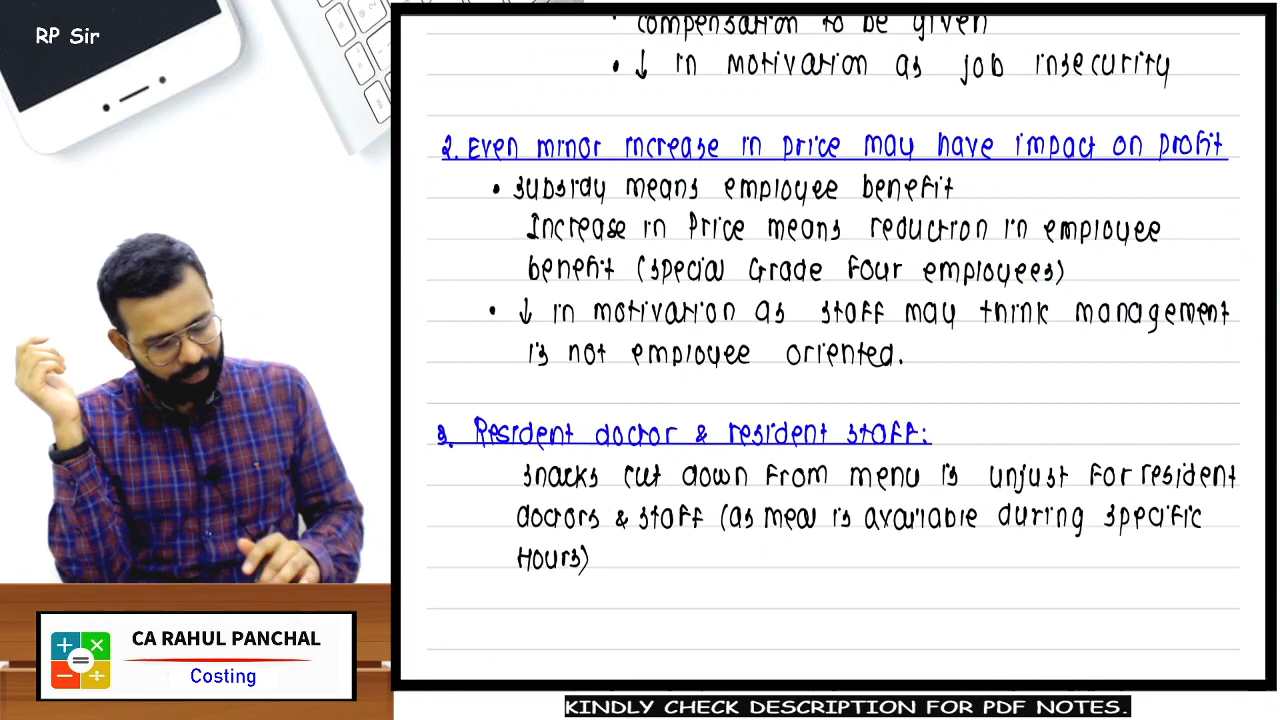 RP Sir
• compensation to be given
• ↓ in motivation as job insecurity
2. Even minor increase in price may have impact on profit
• subsidy means employee benefit
Increase in Price means reduction in employee
benefit (special Grade Four employees)
• ↓ in motivation as staff may think management
is not employee oriented.
3. Resident doctor & resident staff:
snacks cut down from menu is unjust for resident
doctors & staff (as meal is available during specific
Hours)
CA RAHUL PANCHAL
Costing
KINDLY CHECK DESCRIPTION FOR PDF NOTES.